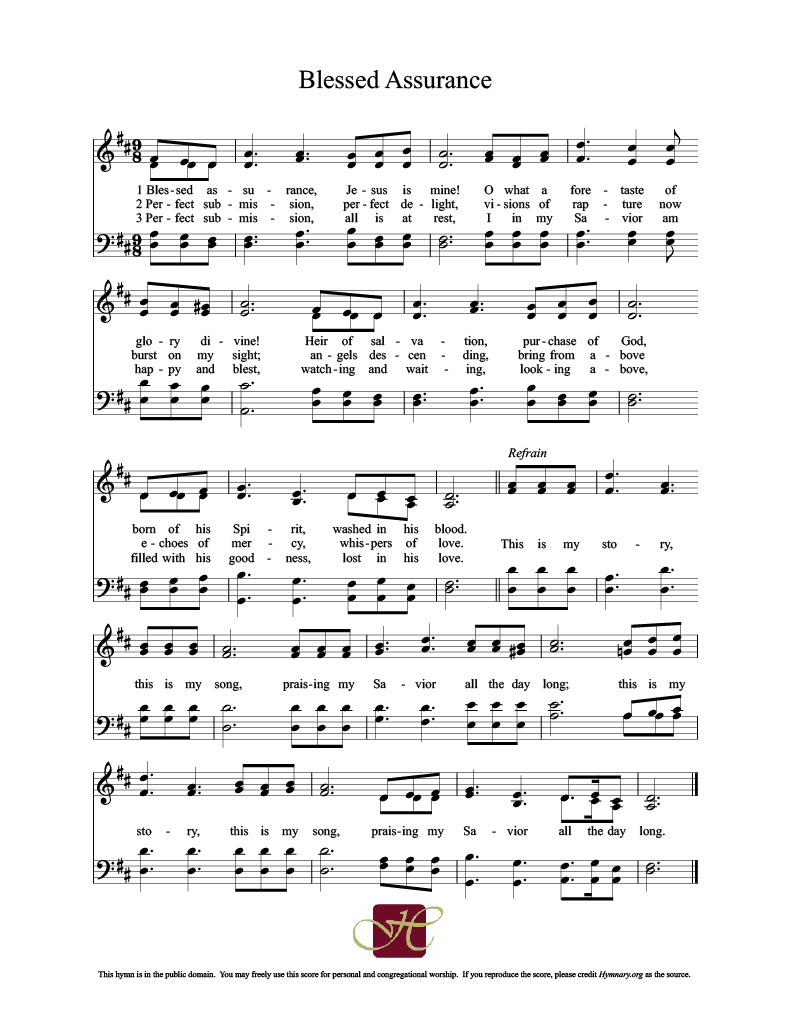 Blessed Assurance
1 Bles - sed as - su - rance, Je - sus is mine! O what a fore - taste of
2 Per - fect sub - mis - sion, per - fect de - light, vi - sions of rap - ture now
3 Per - fect sub - mis - sion, all is at rest, I in my Sa - vior am
glo - ry di - vine! Heir of sal - va - tion, pur - chase of God,
burst on my sight; an - gels des - cen - ding, bring from a - bove
hap - py and blest, watch - ing and wait - ing, look - ing a - bove,
Refrain
born of his Spi - rit, washed in his blood.
e - choes of mer - cy, whis - pers of love. This is my sto - ry,
filled with his good - ness, lost in his love.
this is my song, prais - ing my Sa - vior all the day long; this is my
sto - ry, this is my song, prais - ing my Sa - vior all the day long.
H
This hymn is in the public domain. You may freely use this score for personal and congregational worship. If you reproduce the score, please credit Hymnary.org as the source.